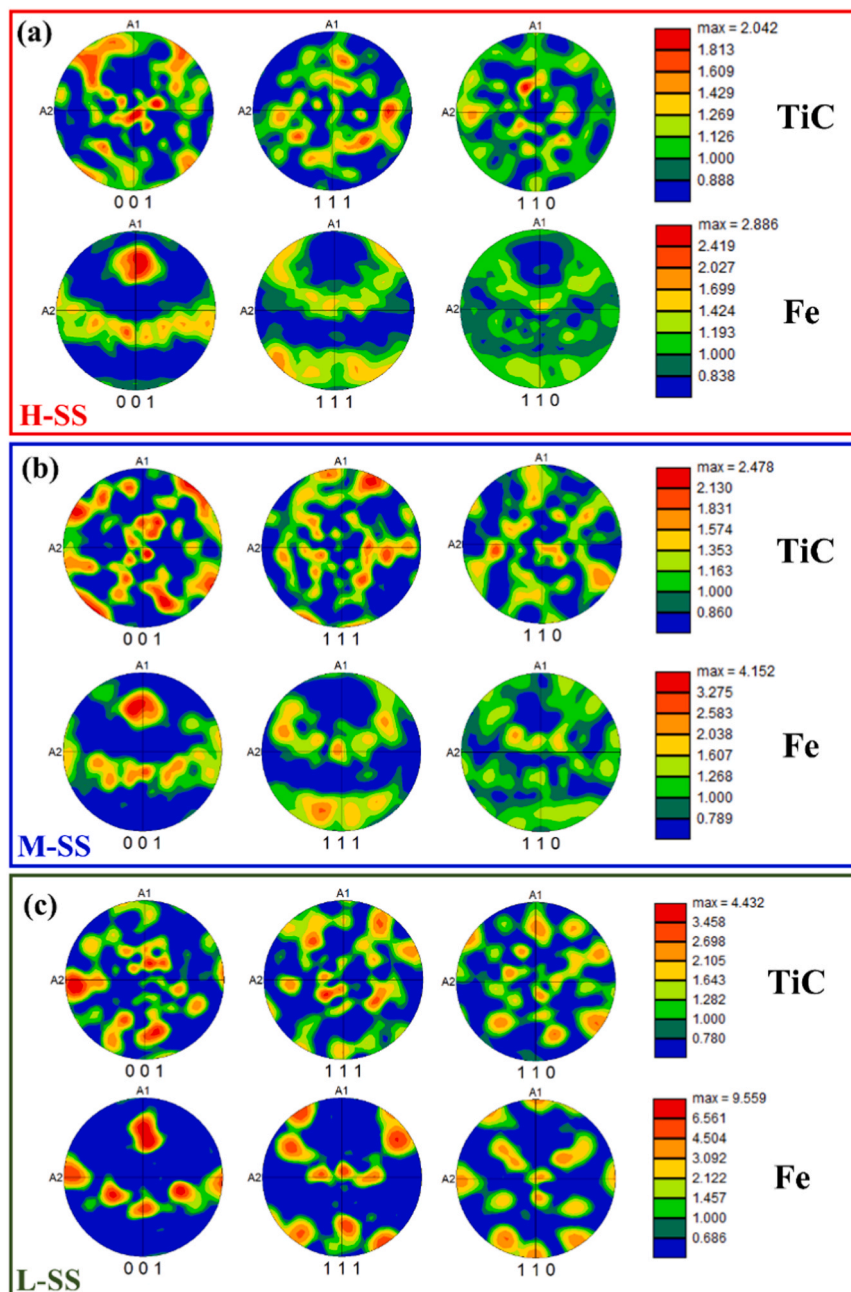 (a)
A1 A1 A1
A2 A2 A2
0 0 1 1 1 1 1 1 0
max = 2.042
1.813
1.609
1.429
1.269
1.126
1.000
0.888
TiC
A1 A1 A1
A2 A2 A2
0 0 1 1 1 1 1 1 0
max = 2.886
2.419
2.027
1.699
1.424
1.193
1.000
0.838
Fe
H-SS
(b)
A1 A1 A1
A2 A2 A2
0 0 1 1 1 1 1 1 0
max = 2.478
2.130
1.831
1.574
1.353
1.163
1.000
0.860
TiC
A1 A1 A1
A2 A2 A2
0 0 1 1 1 1 1 1 0
max = 4.152
3.275
2.583
2.038
1.607
1.268
1.000
0.789
Fe
M-SS
(c)
A1 A1 A1
A2 A2 A2
0 0 1 1 1 1 1 1 0
max = 4.432
3.458
2.698
2.105
1.643
1.282
1.000
0.780
TiC
A1 A1 A1
A2 A2 A2
0 0 1 1 1 1 1 1 0
max = 9.559
6.561
4.504
3.092
2.122
1.457
1.000
0.686
Fe
L-SS